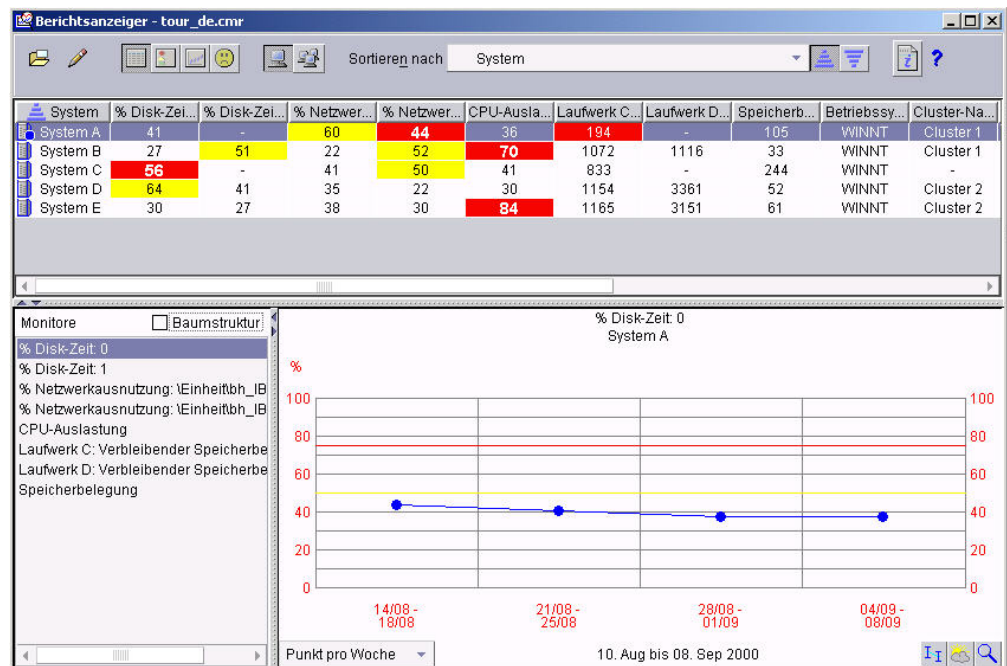 Berichtsanzeiger - tour_de.cmr
Sortieren nach System
System % Disk-Zei... % Disk-Zei... % Netzwer... % Netzwer... CPU-Ausla... Laufwerk C... Laufwerk D... Speicherb... Betriebssy... Cluster-Na...
System A 41 - 60 44 36 194 - 105 WINNT Cluster 1
System B 27 51 22 52 70 1072 1116 33 WINNT Cluster 1
System C 56 - 41 50 41 833 - 244 WINNT -
System D 64 41 35 22 30 1154 3361 52 WINNT Cluster 2
System E 30 27 38 30 84 1165 3151 61 WINNT Cluster 2
Monitore Baumstruktur
% Disk-Zeit: 0
% Disk-Zeit: 1
% Netzwerkausnutzung: \Einheit\bh_IB
% Netzwerkausnutzung: \Einheit\bh_IB
CPU-Auslastung
Laufwerk C: Verbleibender Speicherbe
Laufwerk D: Verbleibender Speicherbe
Speicherbelegung
% Disk-Zeit: 0
System A
%
100 100
80 80
60 60
40 40
20 20
0 0
14/08 - 21/08 - 28/08 - 04/09 -
18/08 25/08 01/09 08/09
Punkt pro Woche 10. Aug bis 08. Sep 2000